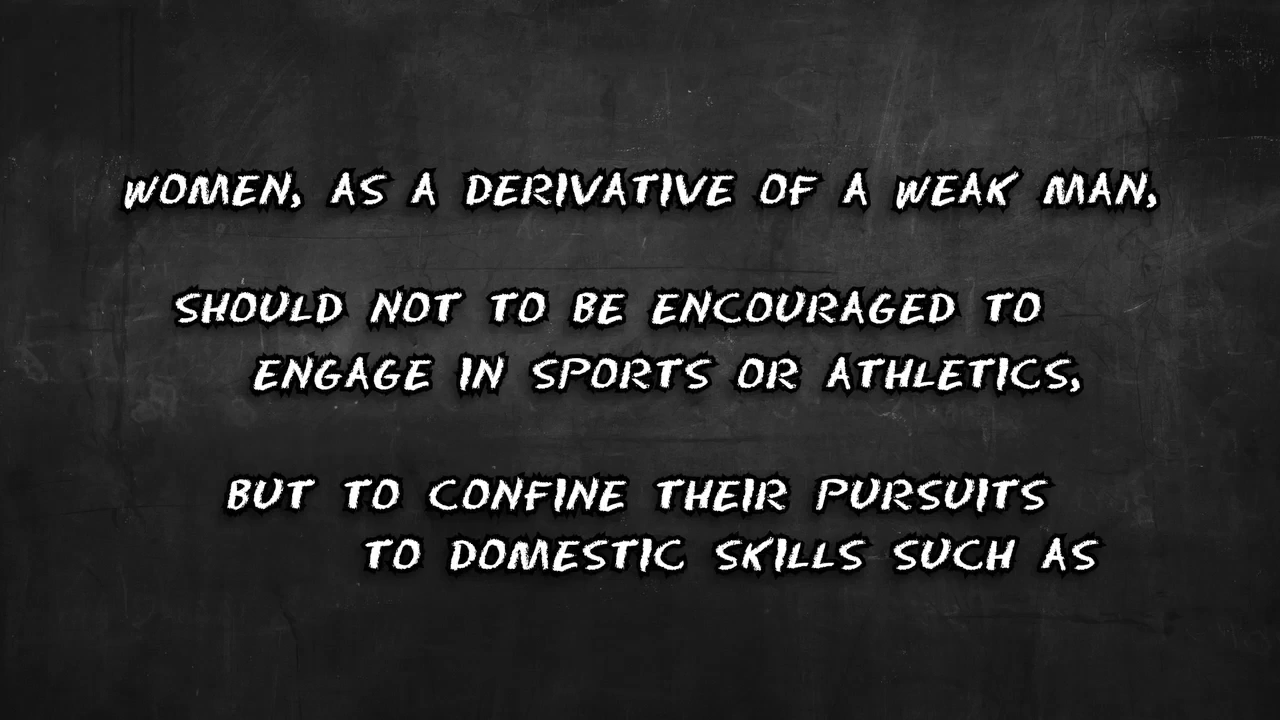 WOMEN, AS A DERIVATIVE OF A WEAK MAN,
SHOULD NOT TO BE ENCOURAGED TO
ENGAGE IN SPORTS OR ATHLETICS,
BUT TO CONFINE THEIR PURSUITS
TO DOMESTIC SKILLS SUCH AS